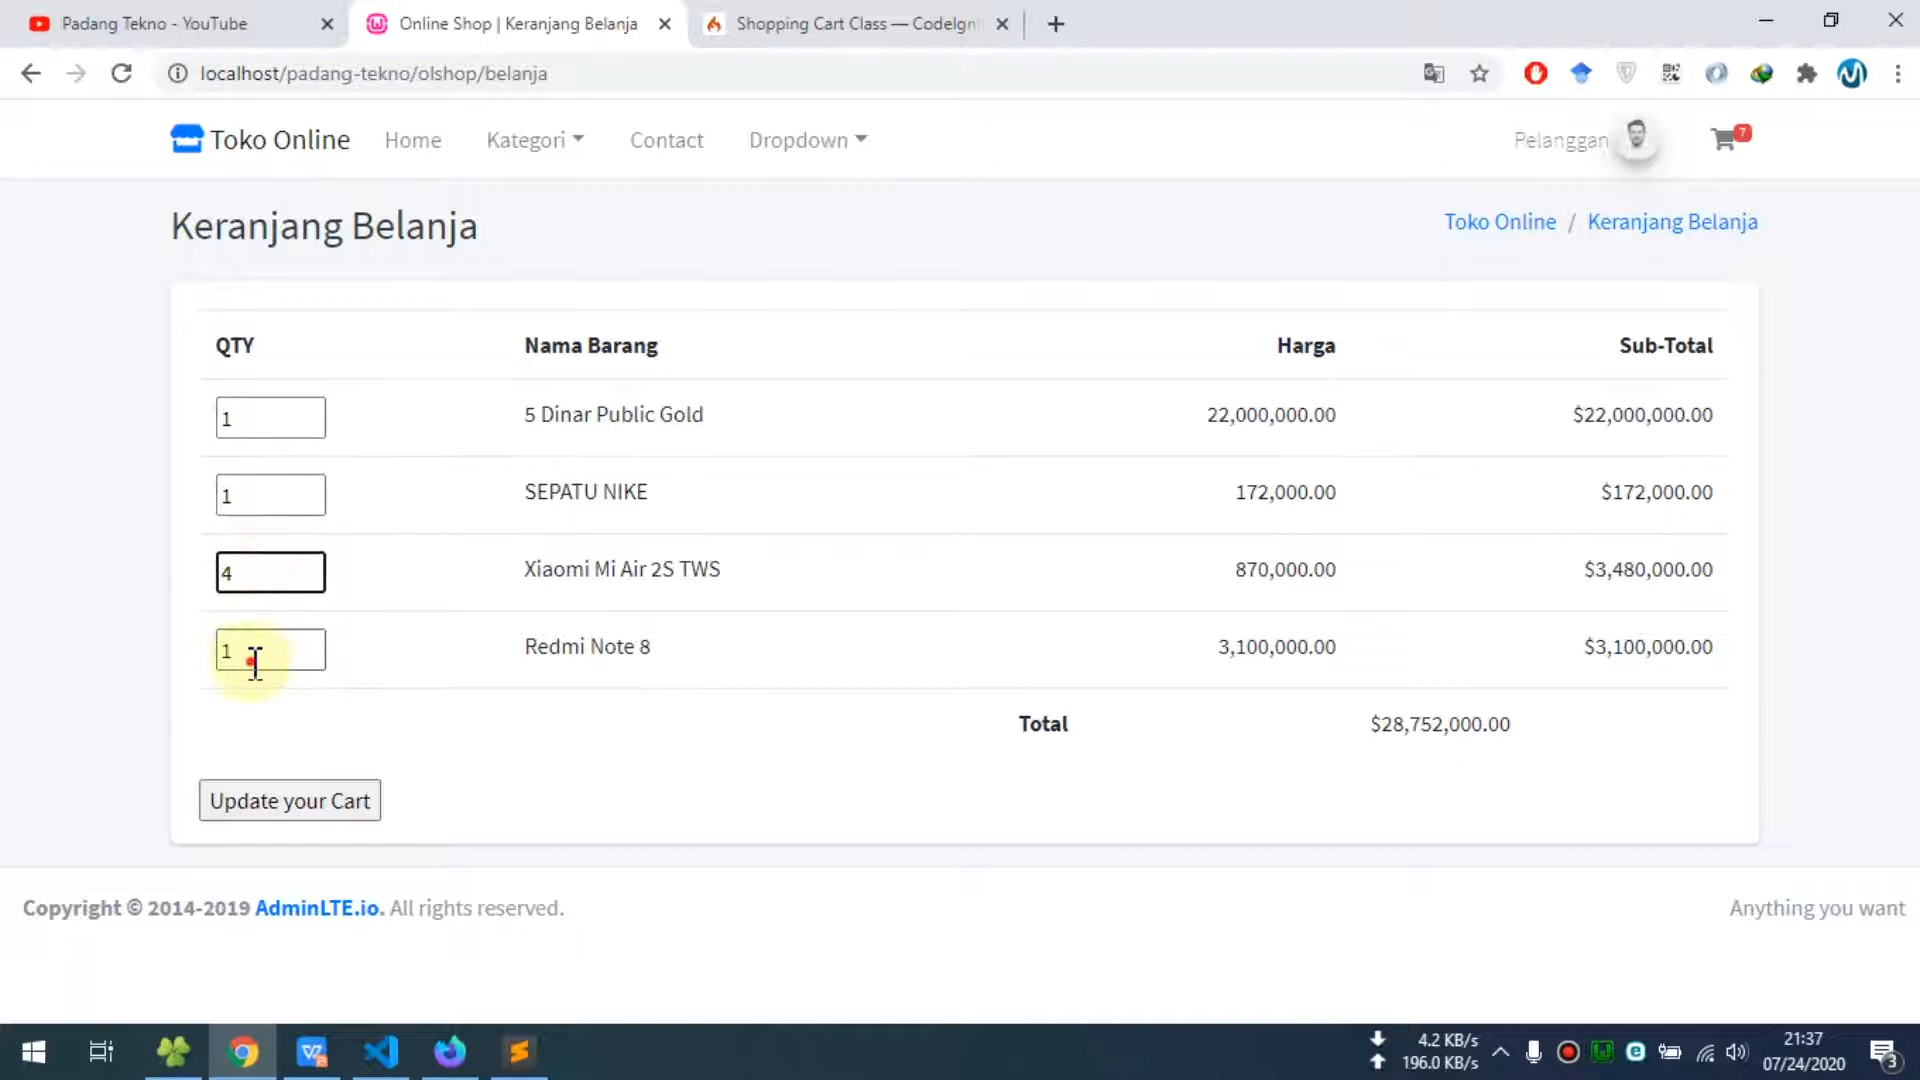 Padang Tekno - YouTube
Online Shop | Keranjang Belanja
Shopping Cart Class — CodeIgni
localhost/padang-tekno/olshop/belanja
Toko Online Home Kategori Contact Dropdown Pelanggan 7
Keranjang Belanja
Toko Online / Keranjang Belanja
QTY Nama Barang Harga Sub-Total
1 5 Dinar Public Gold 22,000,000.00 $22,000,000.00
1 SEPATU NIKE 172,000.00 $172,000.00
4 Xiaomi Mi Air 2S TWS 870,000.00 $3,480,000.00
1 Redmi Note 8 3,100,000.00 $3,100,000.00
Total $28,752,000.00
Update your Cart
Copyright © 2014-2019 AdminLTE.io. All rights reserved. Anything you want
4.2 KB/s
196.0 KB/s
21:37
07/24/2020
3